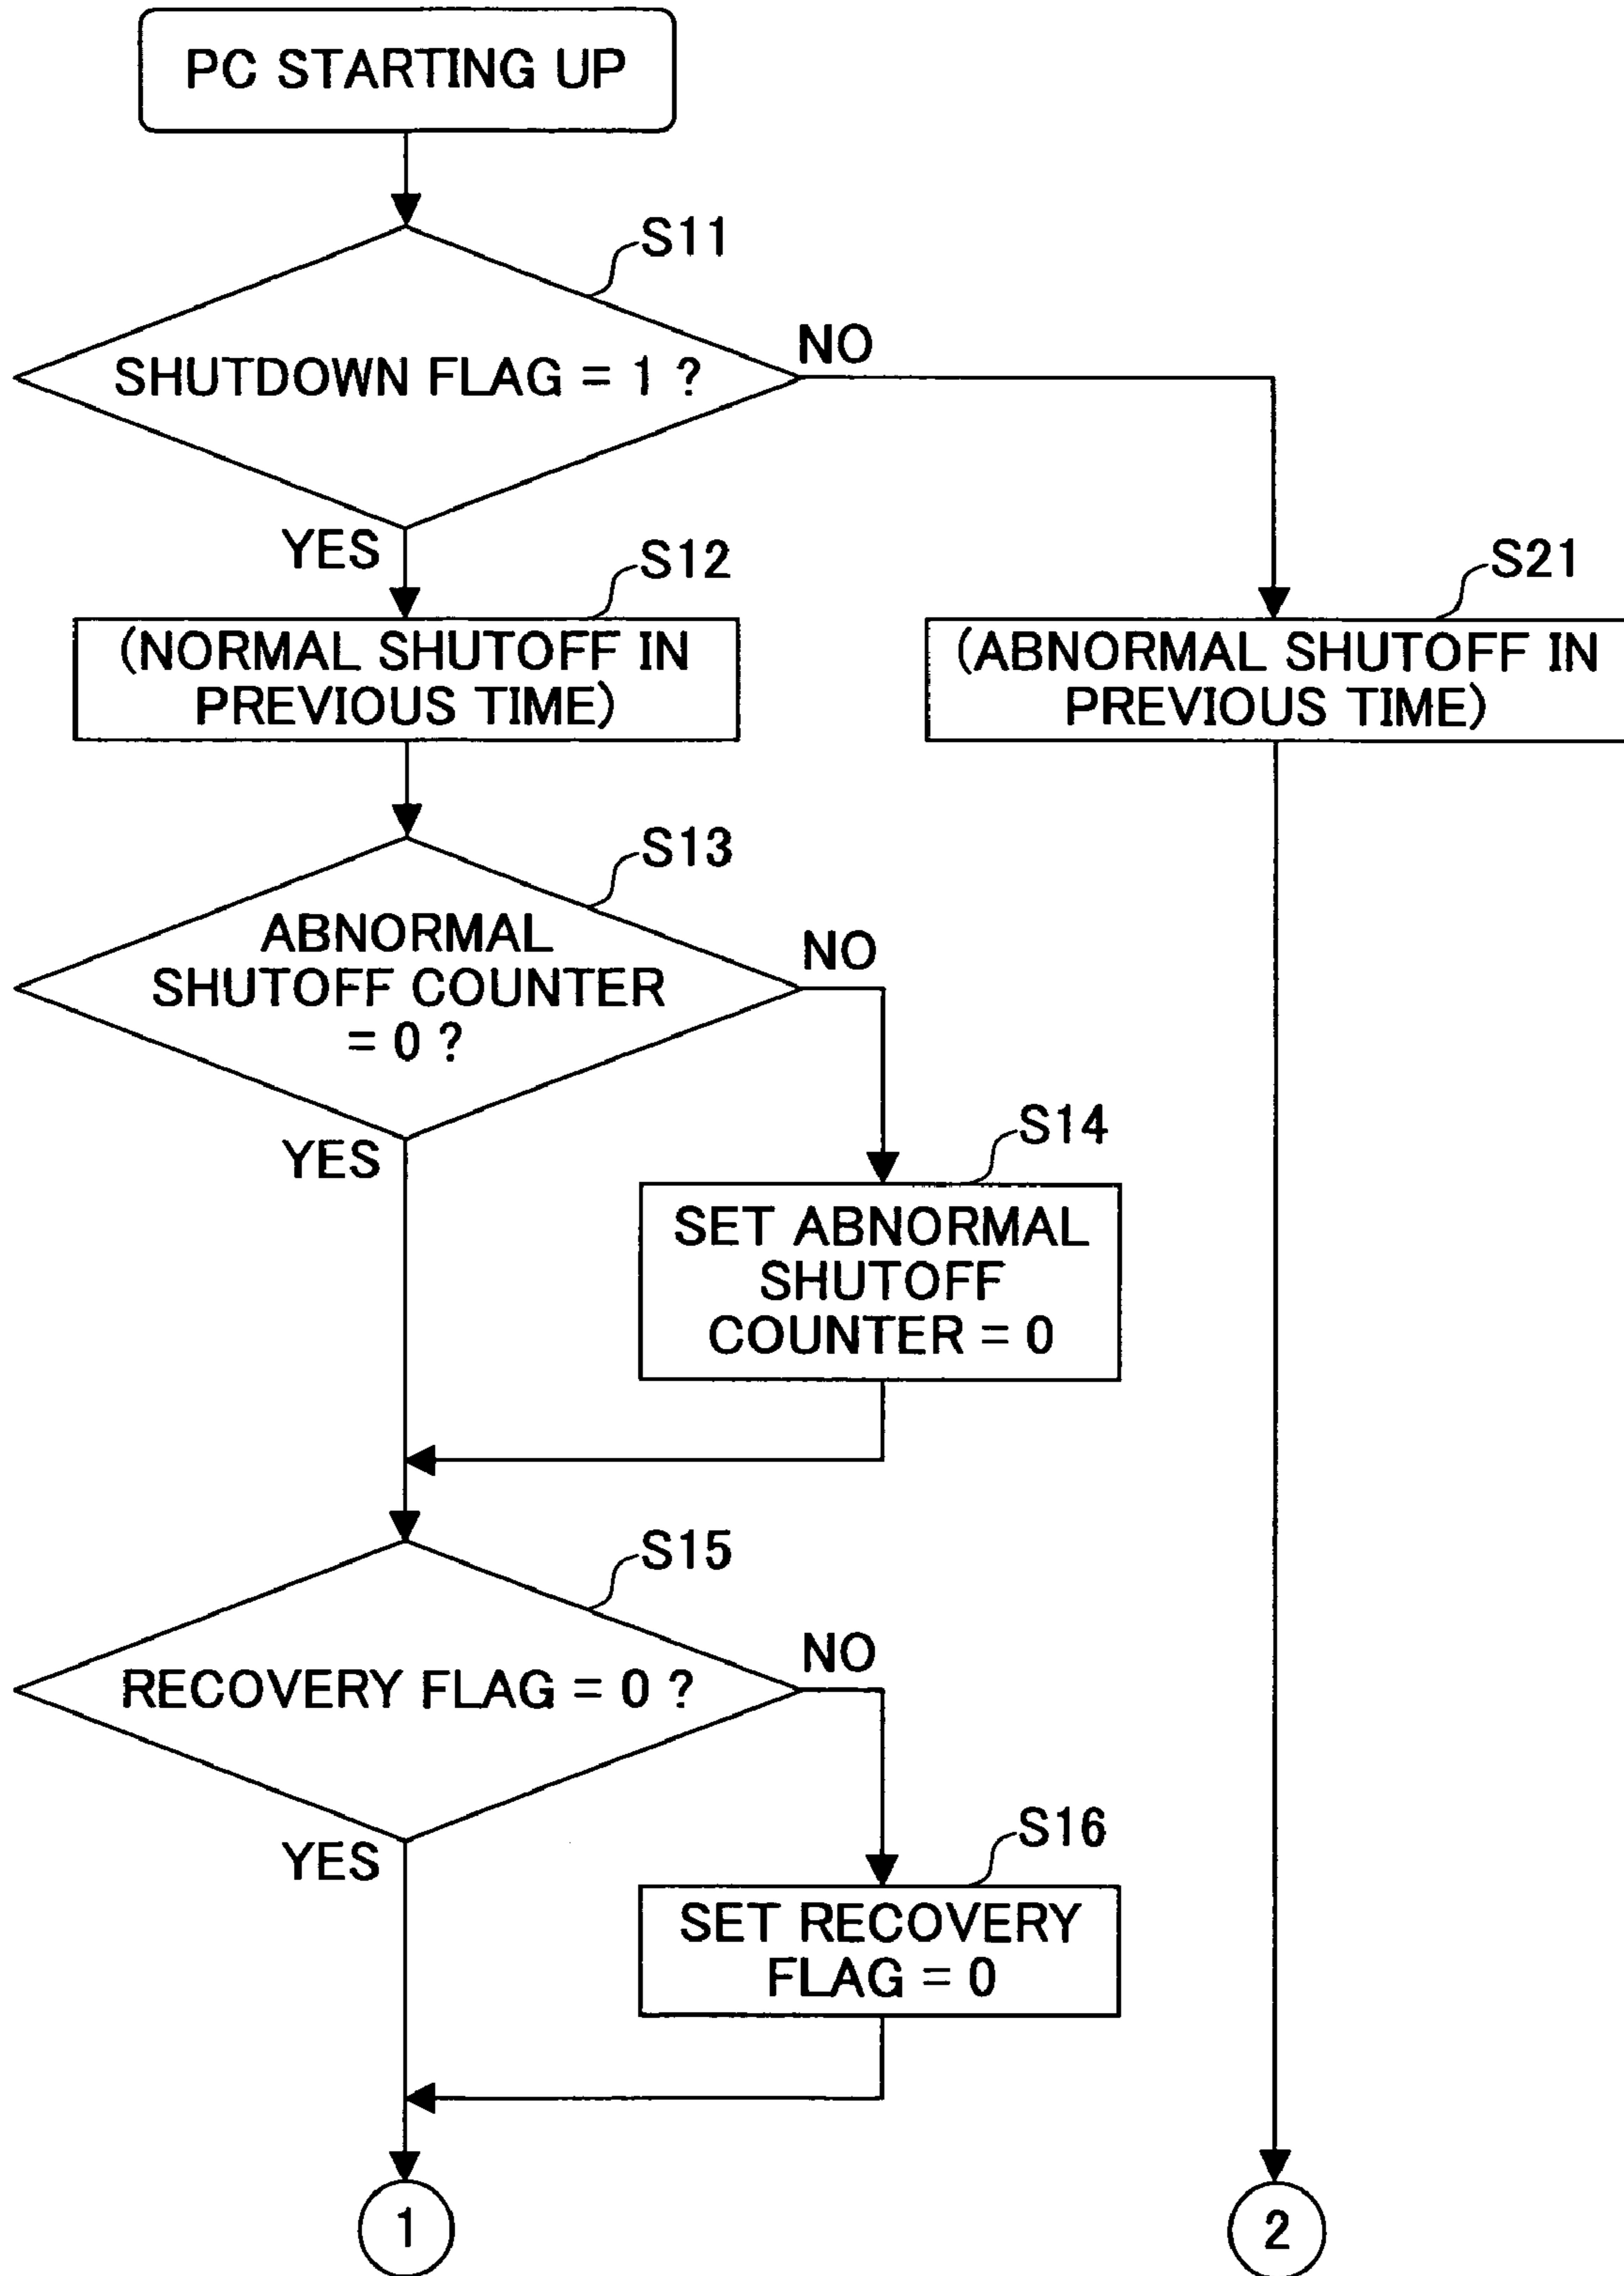 PC STARTING UP
S11
SHUTDOWN FLAG = 1 ?
NO
YES
S12
(NORMAL SHUTOFF IN
PREVIOUS TIME)
S21
(ABNORMAL SHUTOFF IN
PREVIOUS TIME)
S13
ABNORMAL
SHUTOFF COUNTER
= 0 ?
NO
YES
S14
SET ABNORMAL
SHUTOFF
COUNTER = 0
S15
RECOVERY FLAG = 0 ?
NO
YES
S16
SET RECOVERY
FLAG = 0
1
2